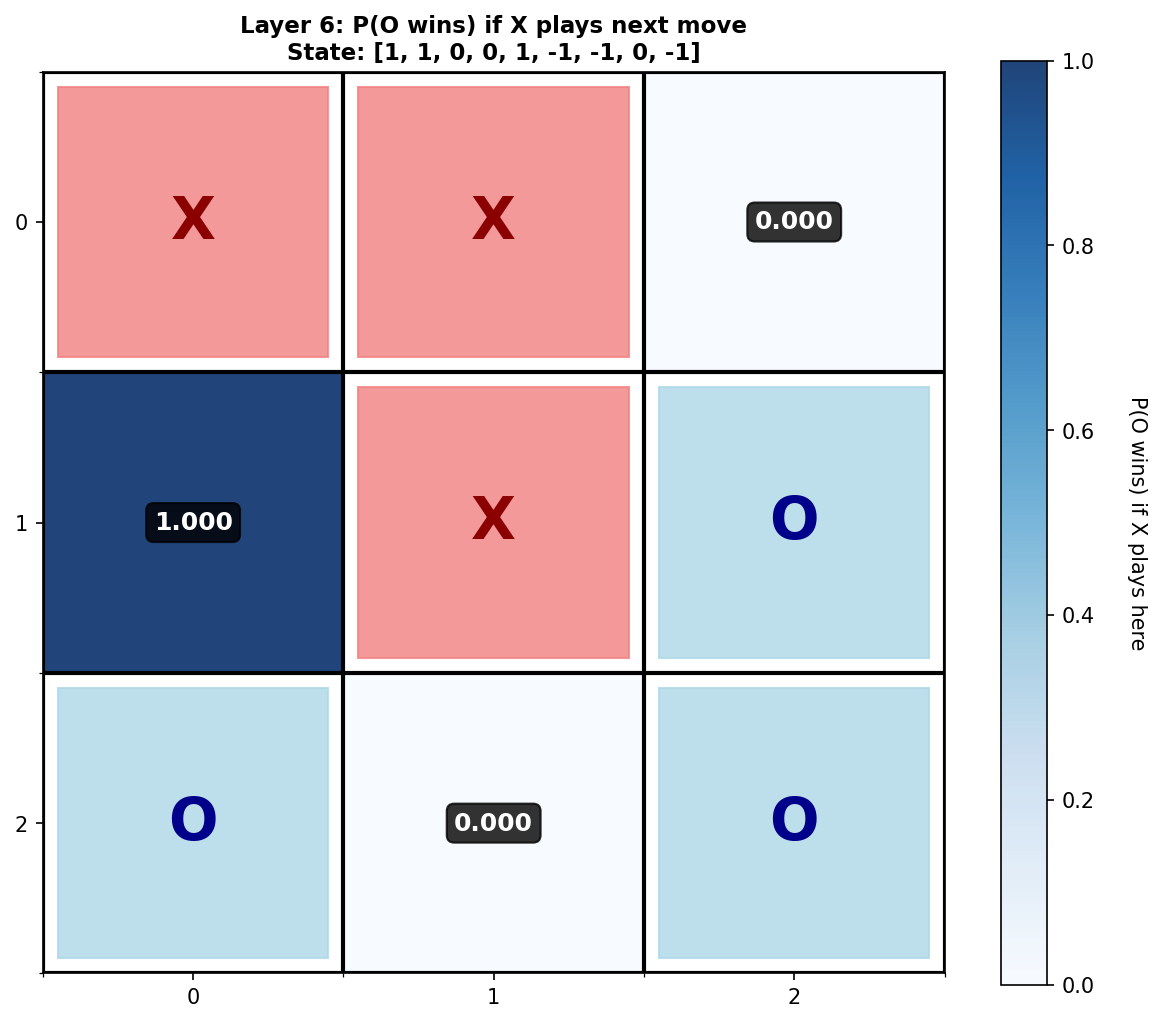 Layer 6: P(O wins) if X plays next move
State: [1, 1, 0, 0, 1, -1, -1, 0, -1]
X
X
0.000
1.000
X
O
O
0.000
O
0
1
2
0
1
2
1.0
0.8
0.6
0.4
0.2
0.0
P(O wins) if X plays here